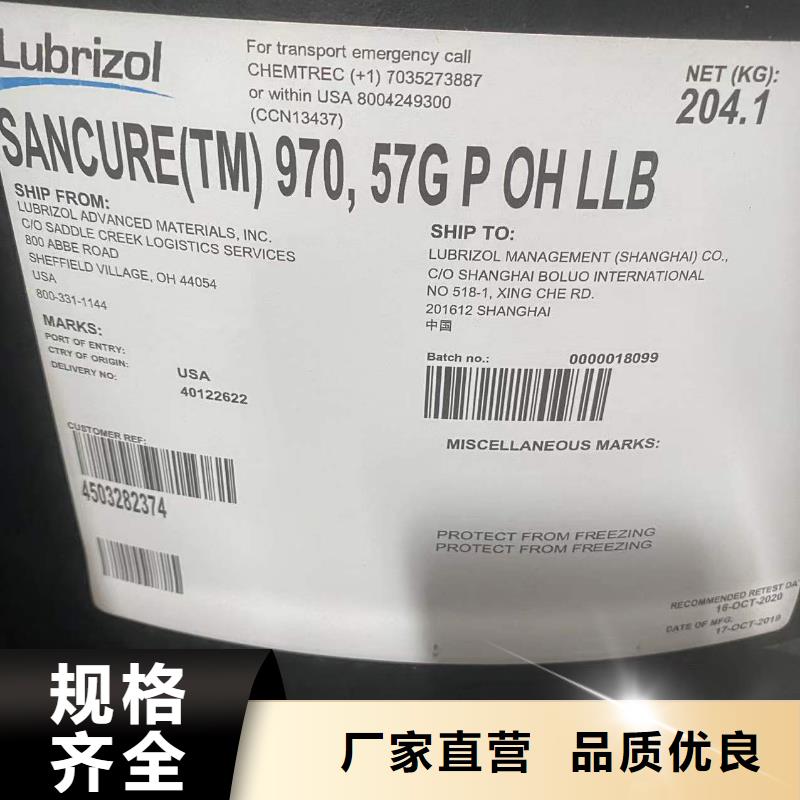 Lubrizol
For transport emergency call
CHEMTREC (+1) 7035273887
or within USA 8004249300
(CCN13437)
NET (KG):
204.1
SANCURE(TM) 970, 57G P OH LLB
SHIP FROM:
LUBRIZOL ADVANCED MATERIALS, INC.
C/O SADDLE CREEK LOGISTICS SERVICES
800 ABBE ROAD
SHEFFIELD VILLAGE, OH 44054
USA
800-331-1144
SHIP TO:
LUBRIZOL MANAGEMENT (SHANGHAI) CO.,
C/O SHANGHAI BOLUO INTERNATIONAL
NO 518-1, XING CHE RD.
201612 SHANGHAI
中国
MARKS:
PORT OF ENTRY:
CTRY OF ORIGIN: USA
DELIVERY NO: 40122622
Batch no.: 0000018099
CUSTOMER REF:
4503282374
MISCELLANEOUS MARKS:
PROTECT FROM FREEZING
PROTECT FROM FREEZING
RECOMMENDED RETEST DA
16-OCT-2020
DATE OF MFG:
17-OCT-2019
规格
齐全
厂家直营 品质优良